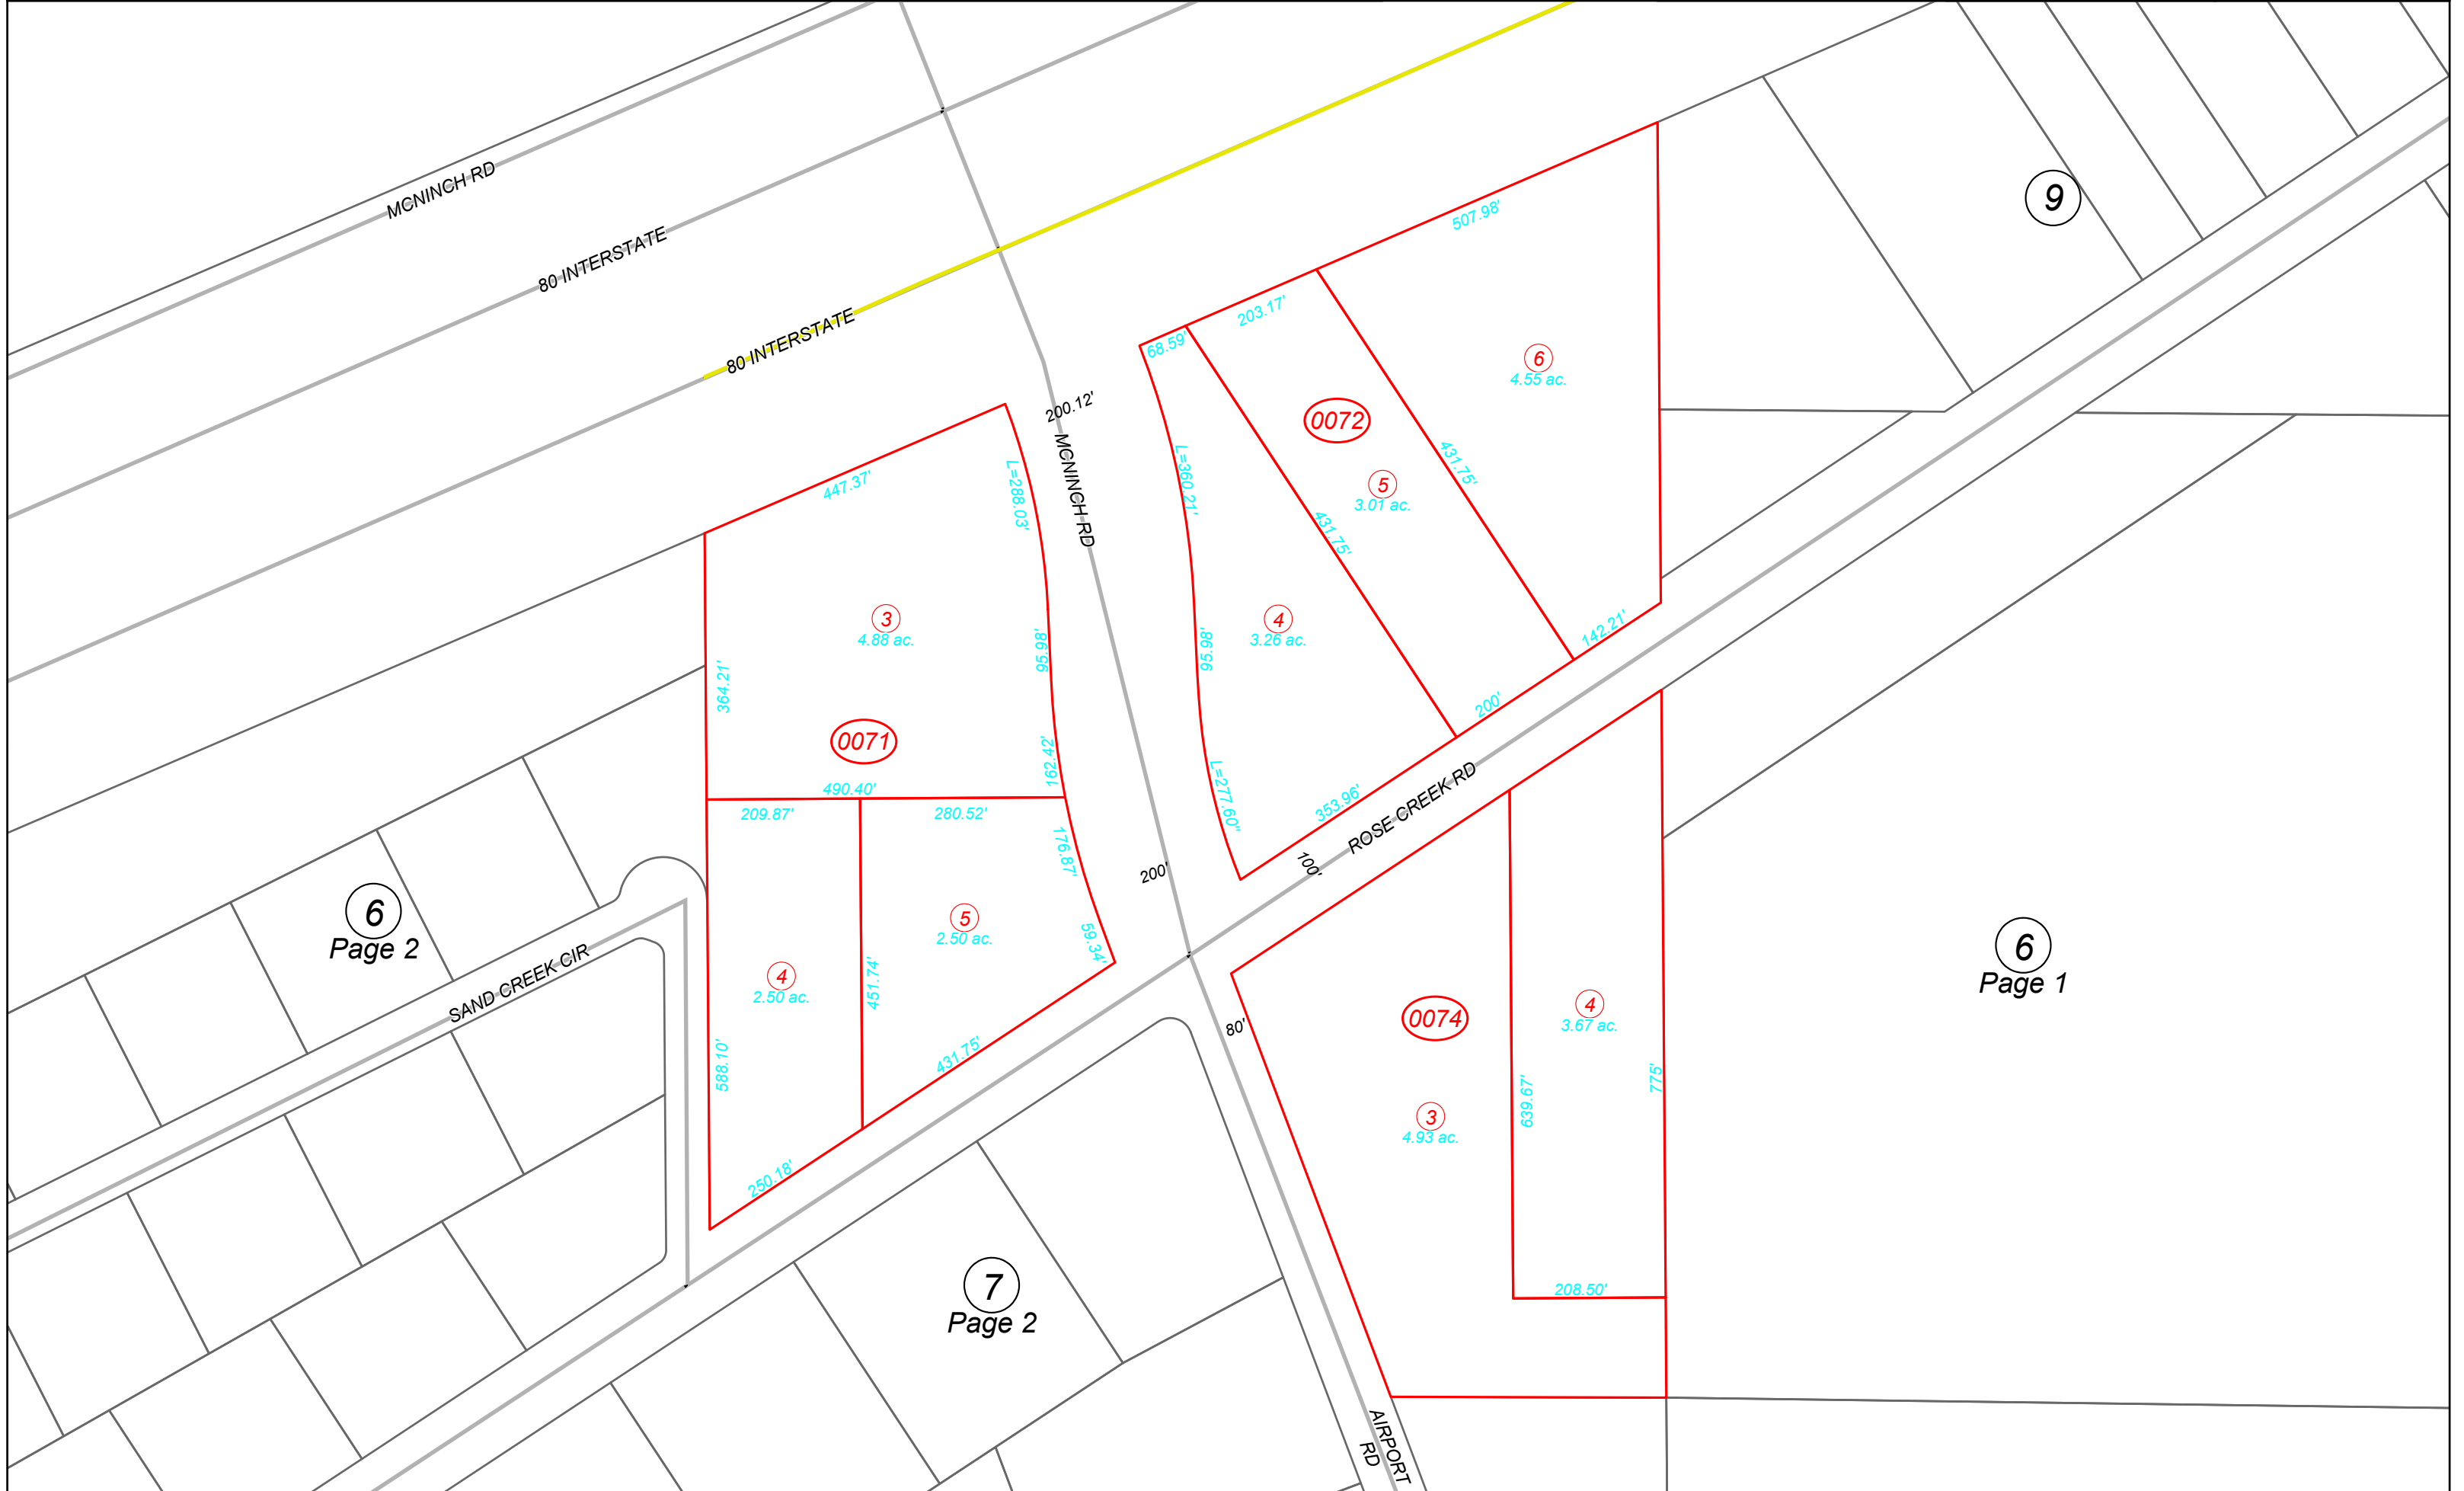 MCNINCH RD
80 INTERSTATE
80 INTERSTATE
9
507.98'
203.17'
68.59'
6
4.55 ac.
200.12'
MCNINCH RD
0072
L=360.21'
431.75'
431.75'
5
3.01 ac.
447.37'
L=288.03'
3
4.88 ac.
95.98'
95.98'
4
3.26 ac.
142.21'
364.21'
0071
162.42'
200'
L=277.60"
353.96'
ROSE CREEK RD
490.40'
209.87'
280.52'
176.87'
200'
100'
6
Page 2
5
2.50 ac.
59.34'
SAND CREEK CIR
4
2.50 ac.
451.74'
431.75'
588.10'
250.18'
80'
0074
4
3.67 ac.
6
Page 1
639.67'
775'
3
4.93 ac.
208.50'
7
Page 2
AIRPORT
RD